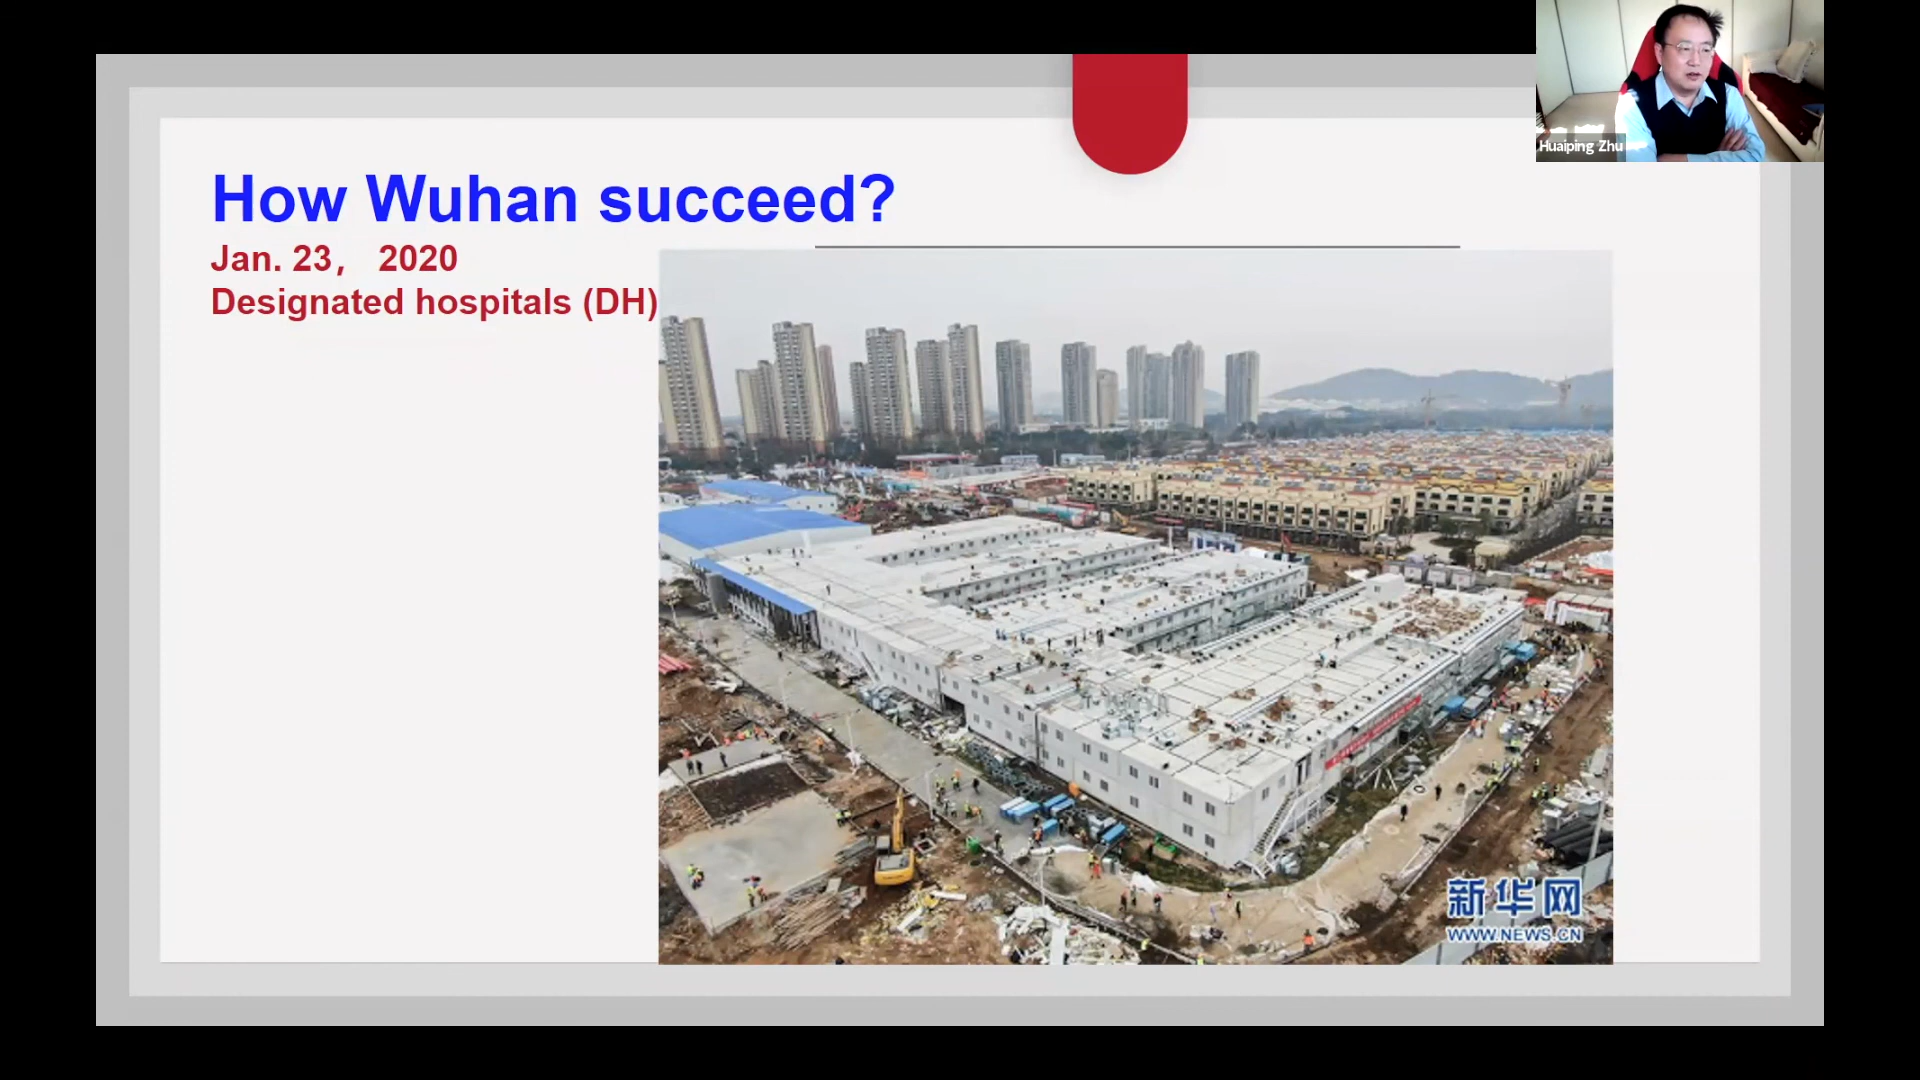 How Wuhan succeed?
Jan. 23， 2020
Designated hospitals (DH)
Huaiping Zhu
新华网
WWW.NEWS.CN